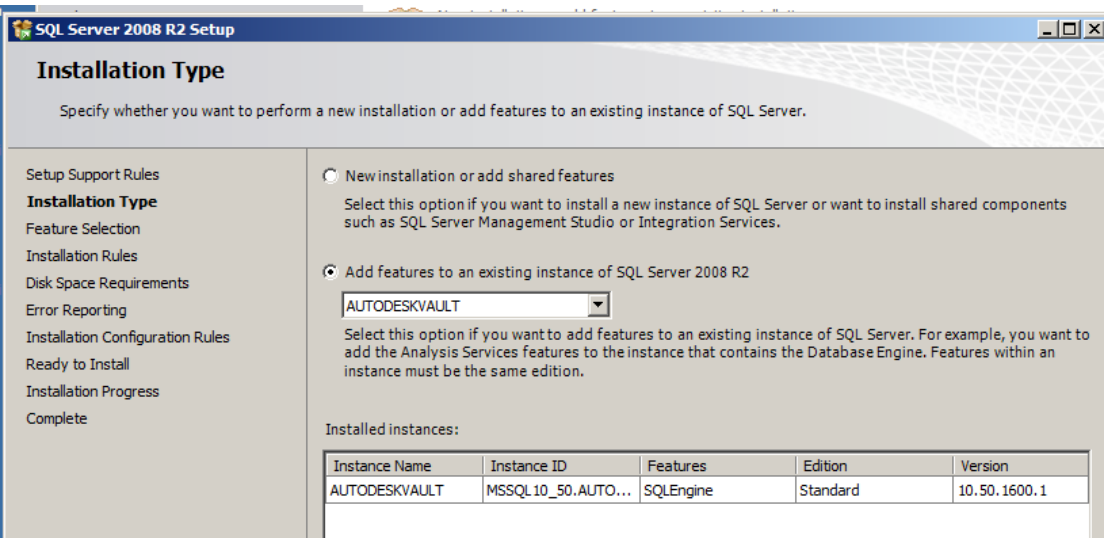 SQL Server 2008 R2 Setup
Installation Type
Specify whether you want to perform a new installation or add features to an existing instance of SQL Server.
Setup Support Rules
Installation Type
Feature Selection
Installation Rules
Disk Space Requirements
Error Reporting
Installation Configuration Rules
Ready to Install
Installation Progress
Complete
New installation or add shared features
Select this option if you want to install a new instance of SQL Server or want to install shared components
such as SQL Server Management Studio or Integration Services.
Add features to an existing instance of SQL Server 2008 R2
AUTODESKVAULT
Select this option if you want to add features to an existing instance of SQL Server. For example, you want to
add the Analysis Services features to the instance that contains the Database Engine. Features within an
instance must be the same edition.
Installed instances:
Instance Name Instance ID Features Edition Version
AUTODESKVAULT MSSQL10_50.AUTO... SQLEngine Standard 10.50.1600.1